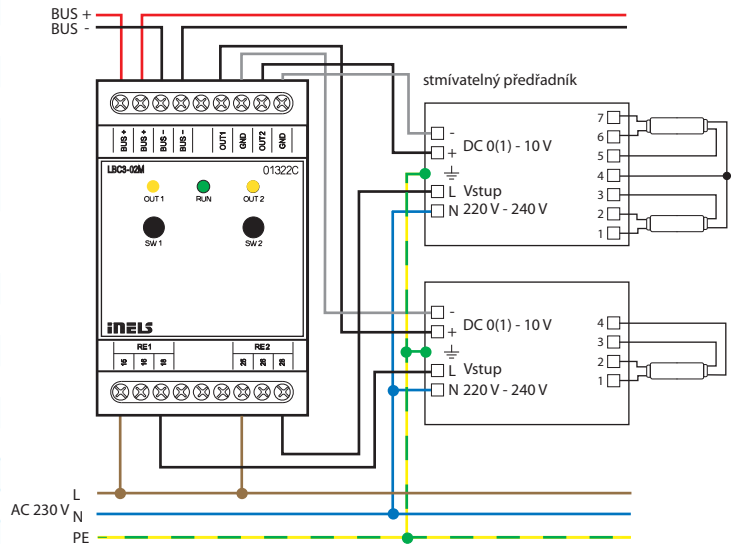 BUS +
BUS -
BUS +
BUS +
BUS -
BUS -
OUT1
GND
OUT2
GND
LBC3-02M
01322C
OUT 1
RUN
OUT 2
SW 1
SW 2
iNELS
RE1
RE2
15
16
18
25
26
28
stmívatelný předřadník
-
+
DC 0(1) - 10 V
L
Vstup
N
220 V - 240 V
7
6
5
4
3
2
1
-
+
DC 0(1) - 10 V
L
Vstup
N
220 V - 240 V
4
3
2
1
AC 230 V
L
N
PE